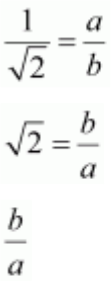 1/√2 = a/b
√2 = b/a
b/a